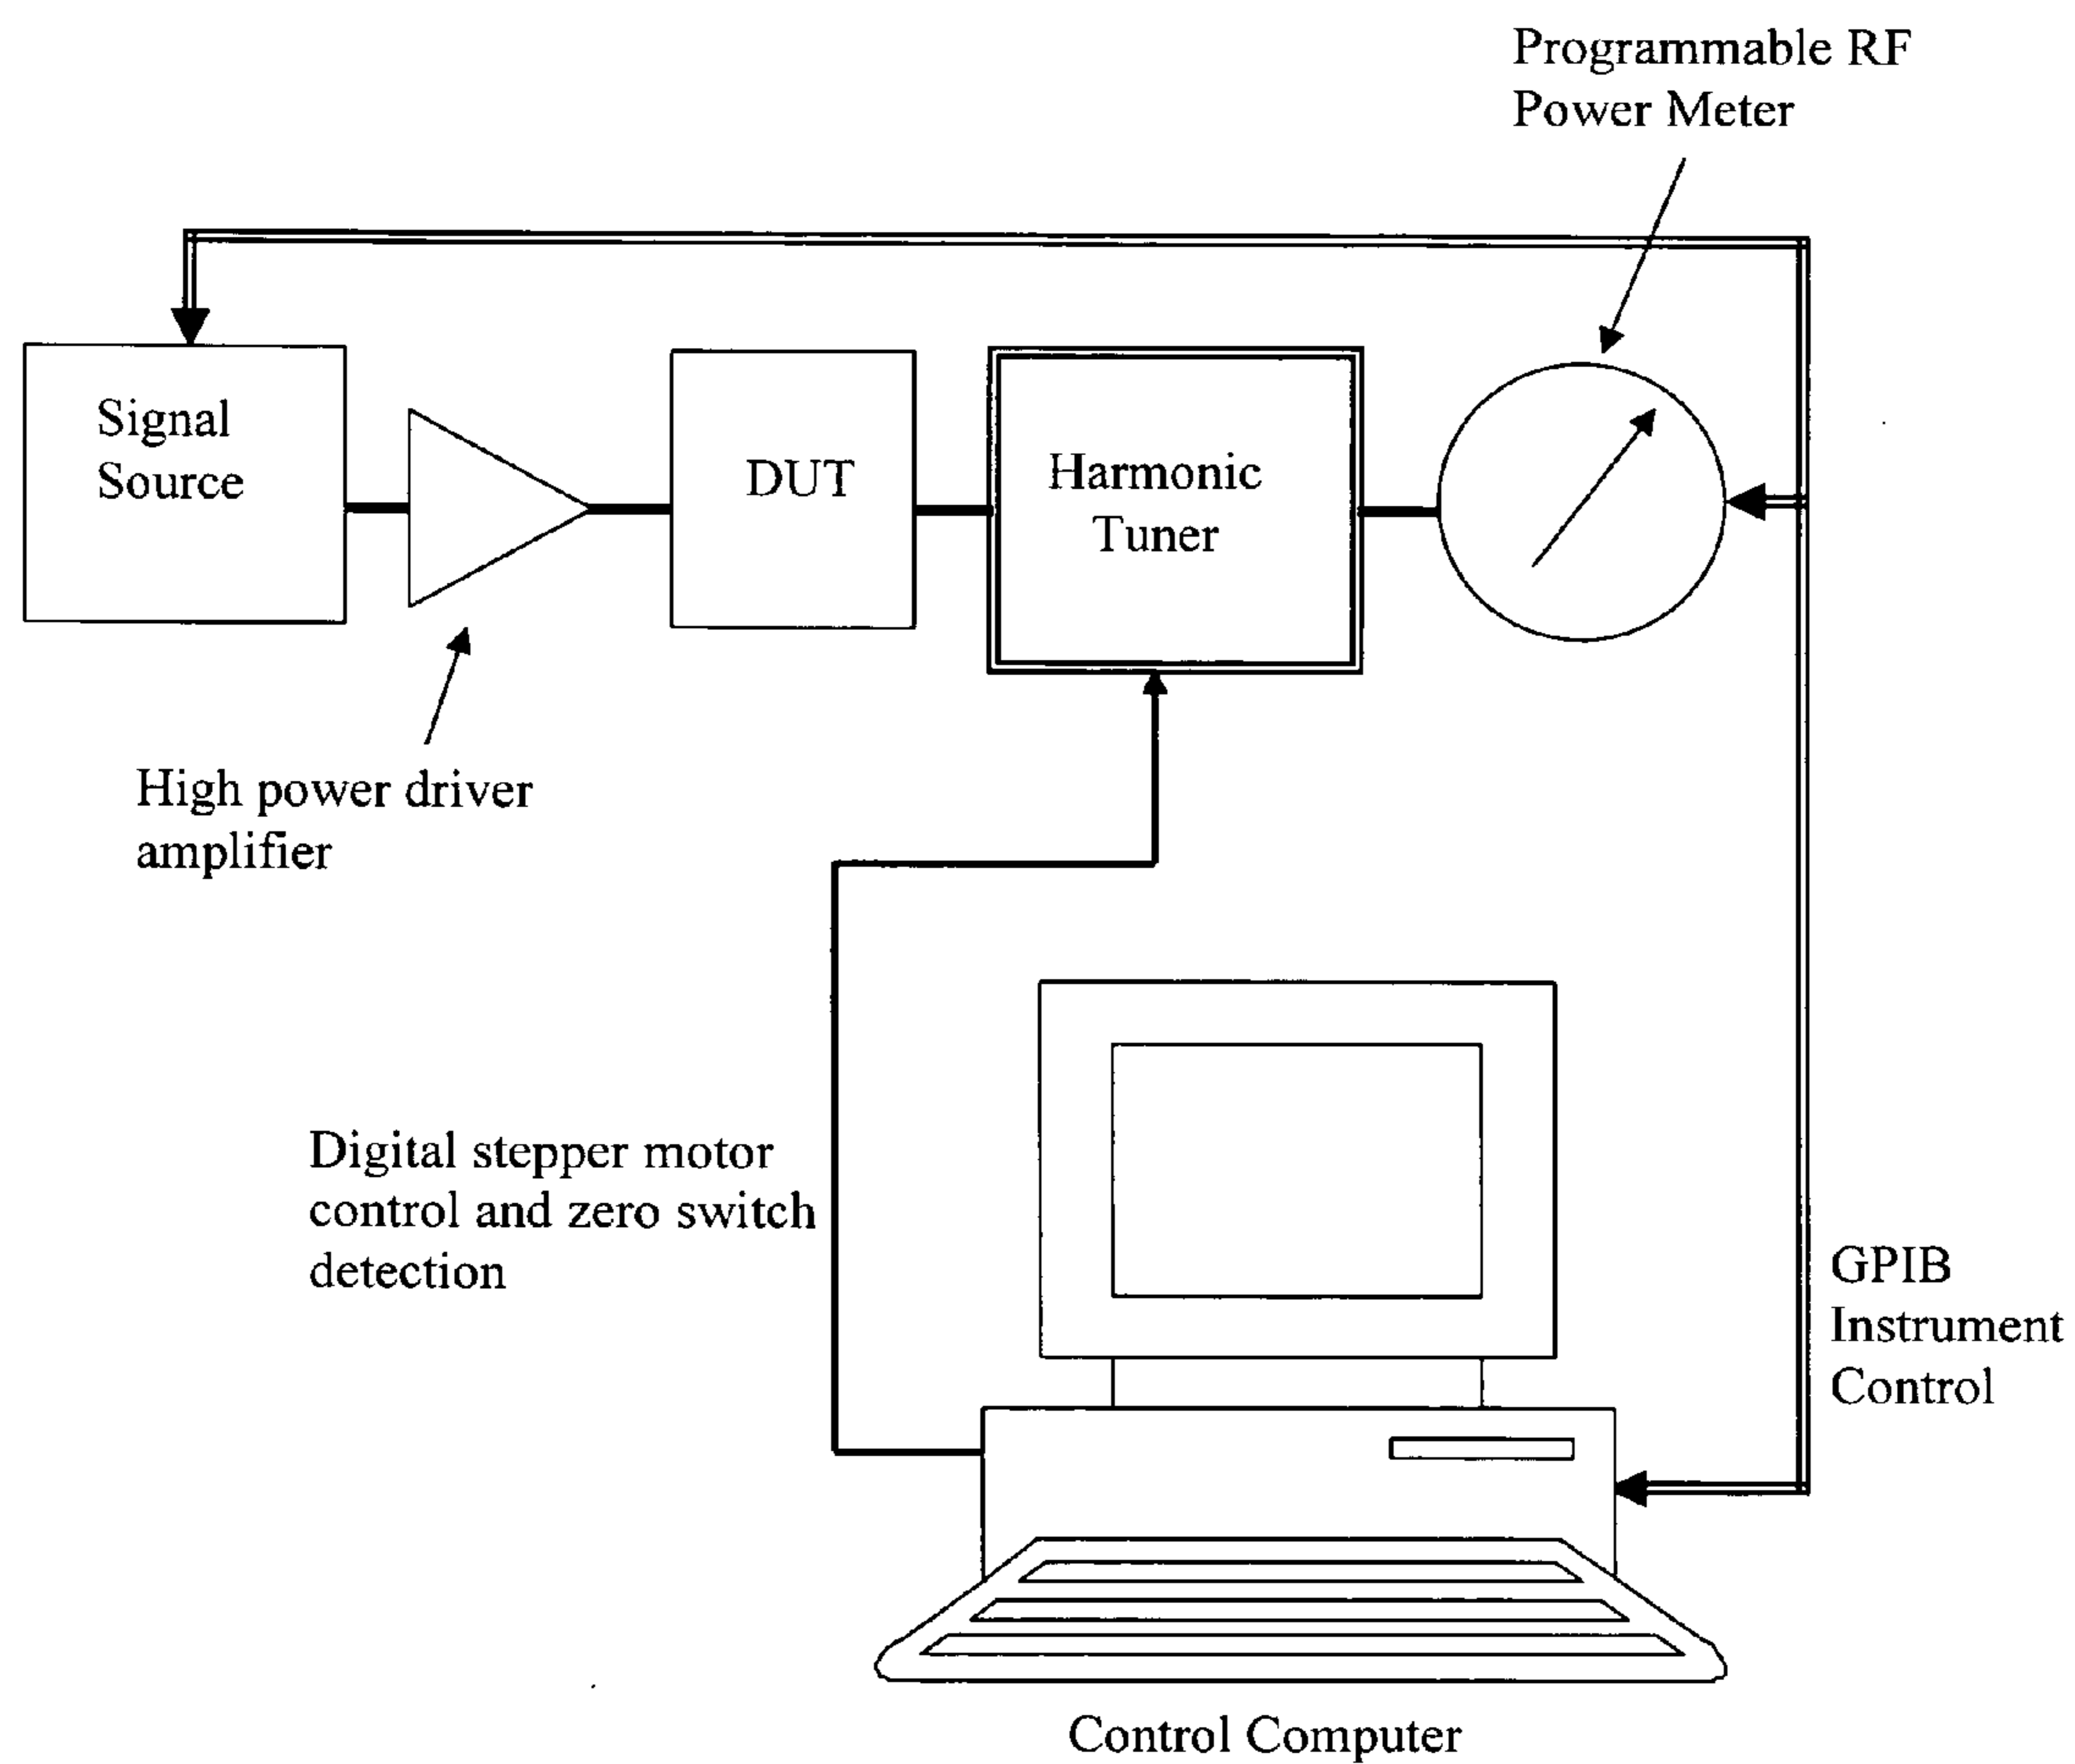 Programmable RF
Power Meter
Signal
Source
DUT
Harmonic
Tuner
High power driver
amplifier
Digital stepper motor
control and zero switch
detection
GPIB
Instrument
Control
Control Computer